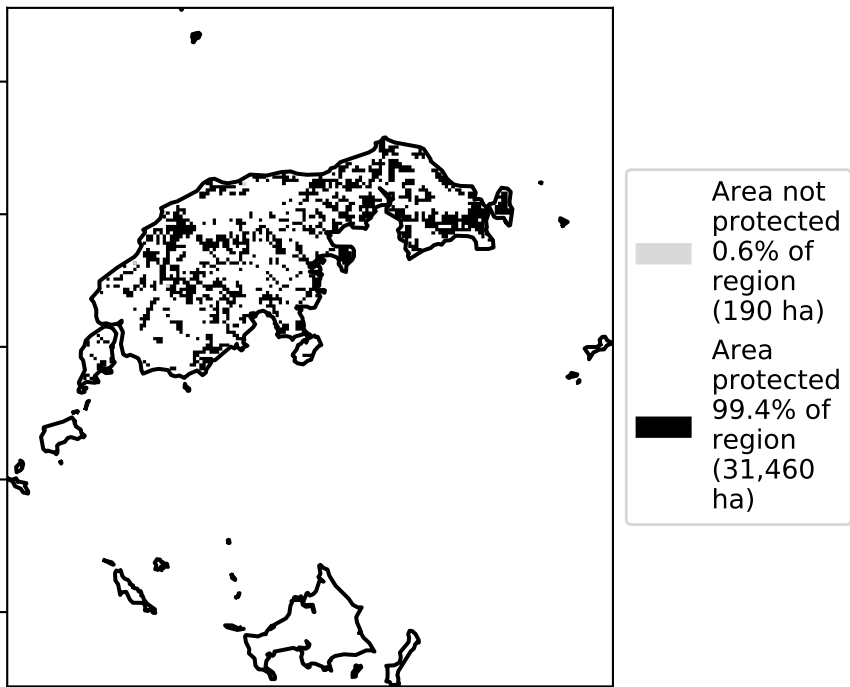 Area not
protected
0.6% of
region
(190 ha)
Area
protected
99.4% of
region
(31,460
ha)